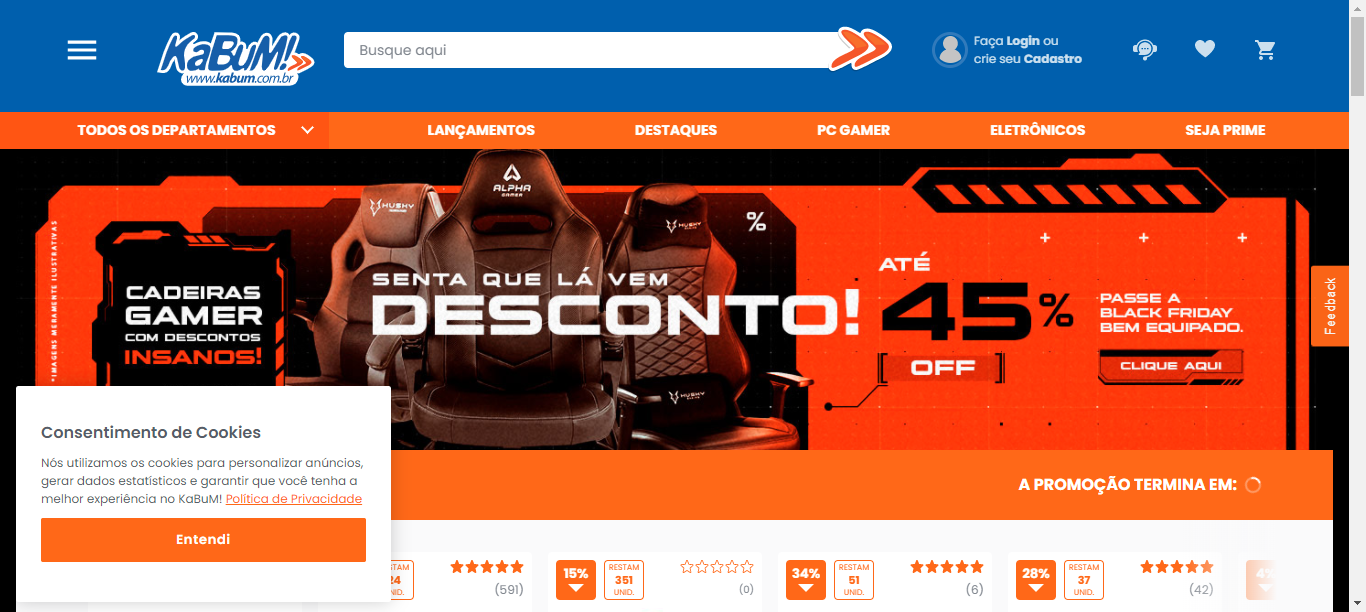 KaBuM!
www.kabum.com.br
Busque aqui
Faça Login ou
crie seu Cadastro
TODOS OS DEPARTAMENTOS
LANÇAMENTOS
DESTAQUES
PC GAMER
ELETRÔNICOS
SEJA PRIME
*IMAGENS MERAMENTE ILUSTRATIVAS
CADEIRAS
GAMER
COM DESCONTOS
INSANOS!
HUSKY
ALPHA
GAMER
HUSKY
HUSKY
%
SENTA QUE LÁ VEM
DESCONTO!
ATÉ
45%
OFF
PASSE A
BLACK FRIDAY
BEM EQUIPADO.
CLIQUE AQUI
Feedback
A PROMOÇÃO TERMINA EM:
Consentimento de Cookies
Nós utilizamos os cookies para personalizar anúncios,
gerar dados estatísticos e garantir que você tenha a
melhor experiência no KaBuM! Política de Privacidade
Entendi
(591)
15%
RESTAM
351
UNID.
(0)
34%
RESTAM
51
UNID.
(6)
28%
RESTAM
37
UNID.
(42)